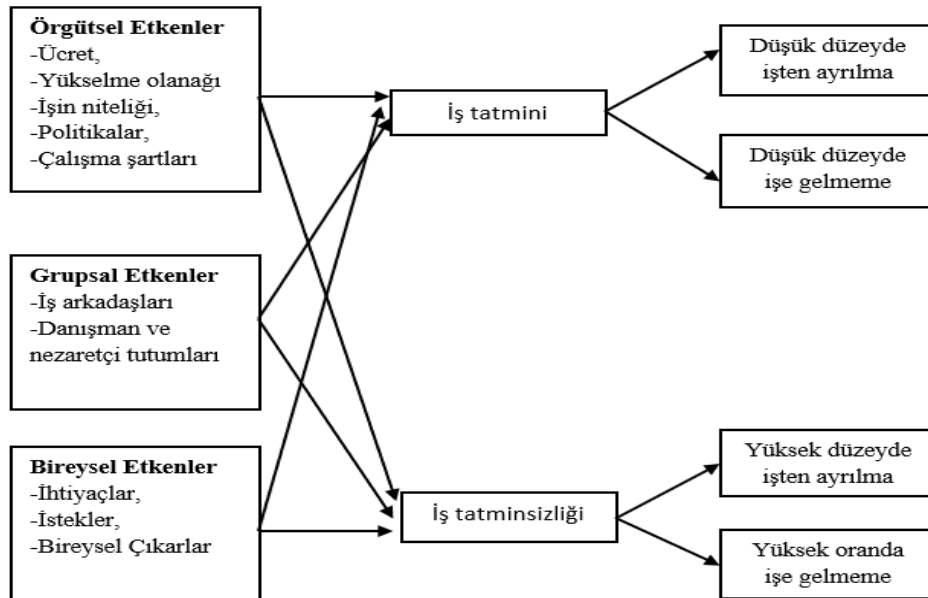 Örgütsel Etkenler
-Ücret,
-Yükselme olanağı
-İşin niteliği,
-Politikalar,
-Çalışma şartları
Grupsal Etkenler
-İş arkadaşları
-Danışman ve
nezaretçi tutumları
Bireysel Etkenler
-İhtiyaçlar,
-İstekler,
-Bireysel Çıkarlar
İş tatmini
İş tatminsizliği
Düşük düzeyde
işten ayrılma
Düşük düzeyde
işe gelmeme
Yüksek düzeyde
işten ayrılma
Yüksek oranda
işe gelmeme